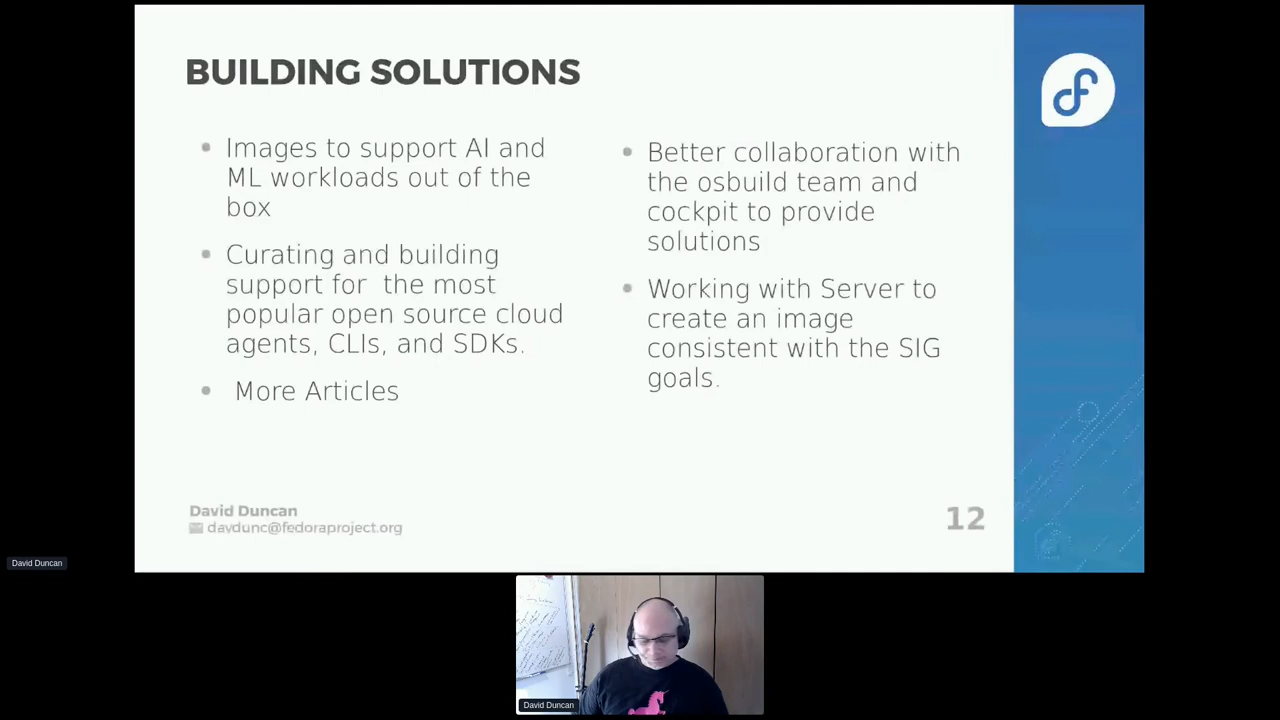 BUILDING SOLUTIONS
Images to support AI and
ML workloads out of the
box
Curating and building
support for  the most
popular open source cloud
agents, CLIs, and SDKs.
More Articles
Better collaboration with
the osbuild team and
cockpit to provide
solutions
Working with Server to
create an image
consistent with the SIG
goals.
David Duncan
davdunc@fedoraproject.org
12
David Duncan
David Duncan